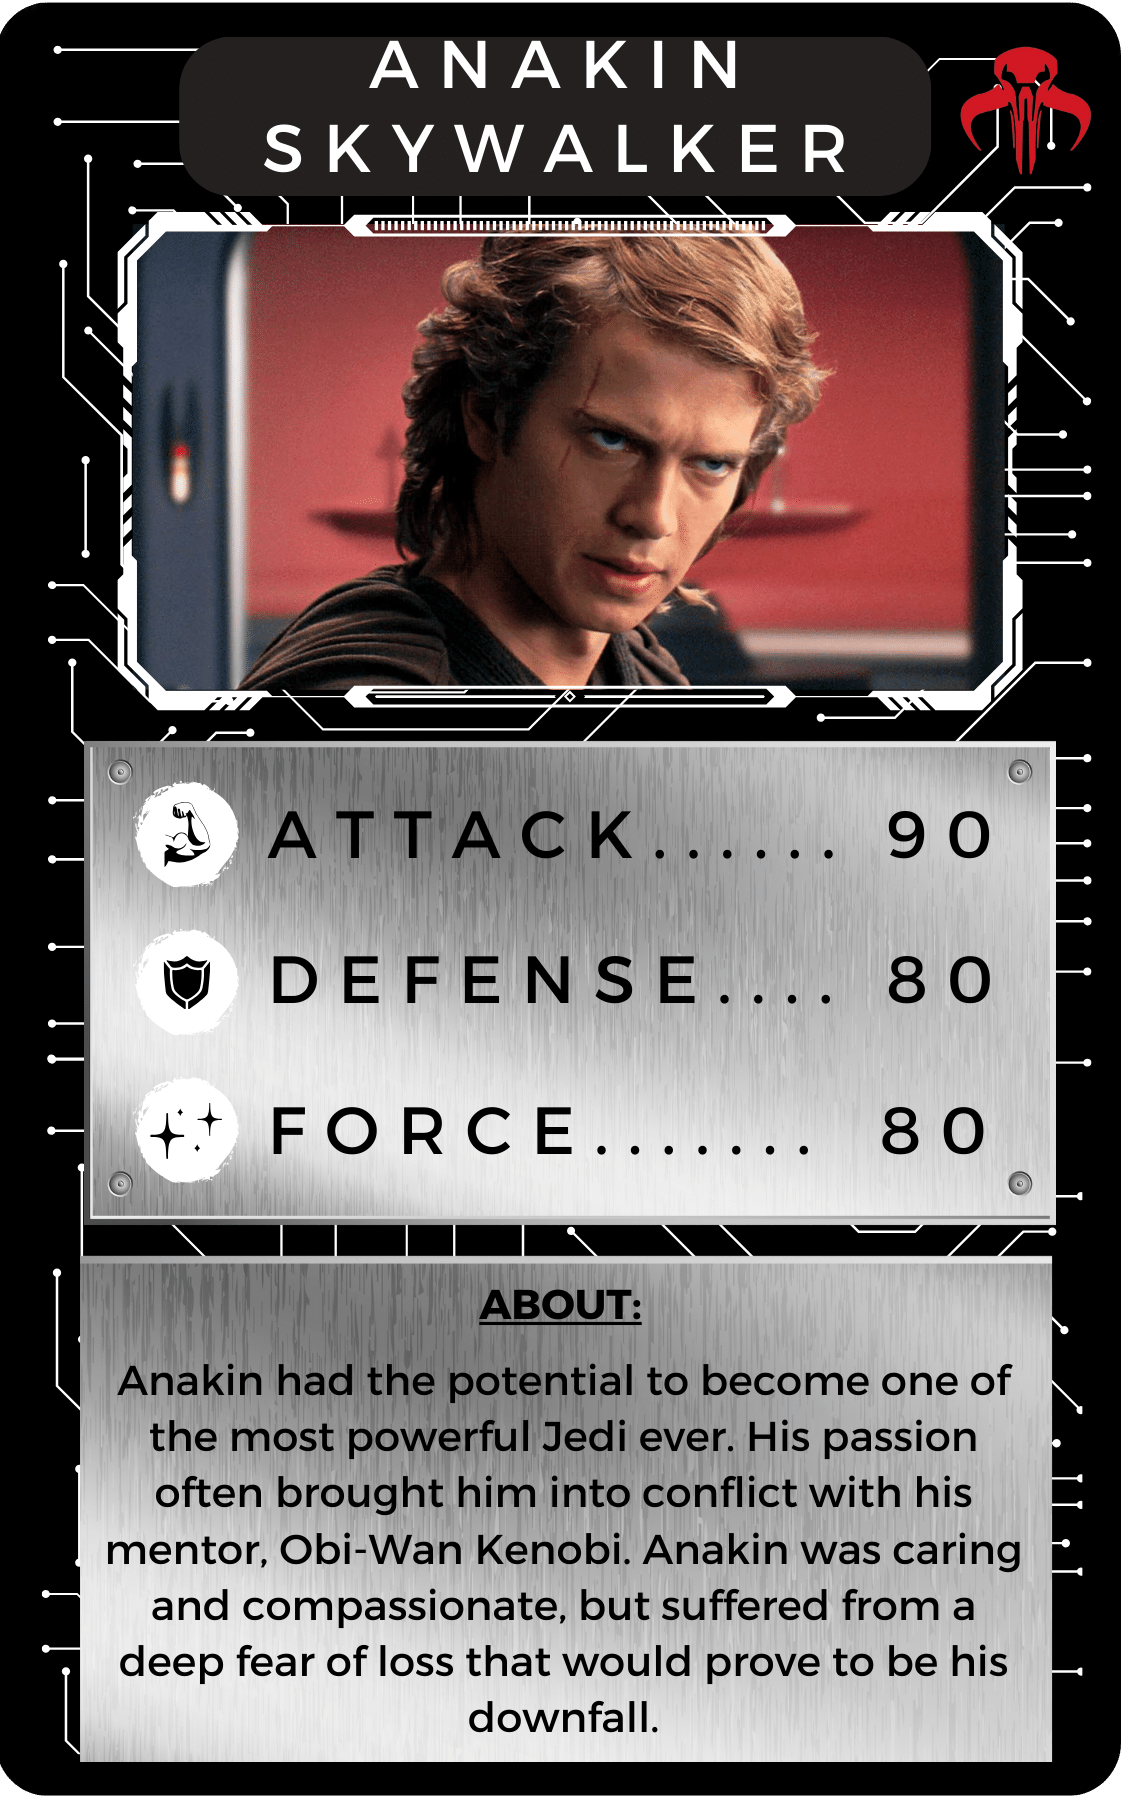 ANAKIN
SKYWALKER
ATTACK...... 90
DEFENSE.... 80
FORCE....... 80
ABOUT:
Anakin had the potential to become one of
the most powerful Jedi ever. His passion
often brought him into conflict with his
mentor, Obi-Wan Kenobi. Anakin was caring
and compassionate, but suffered from a
deep fear of loss that would prove to be his
downfall.